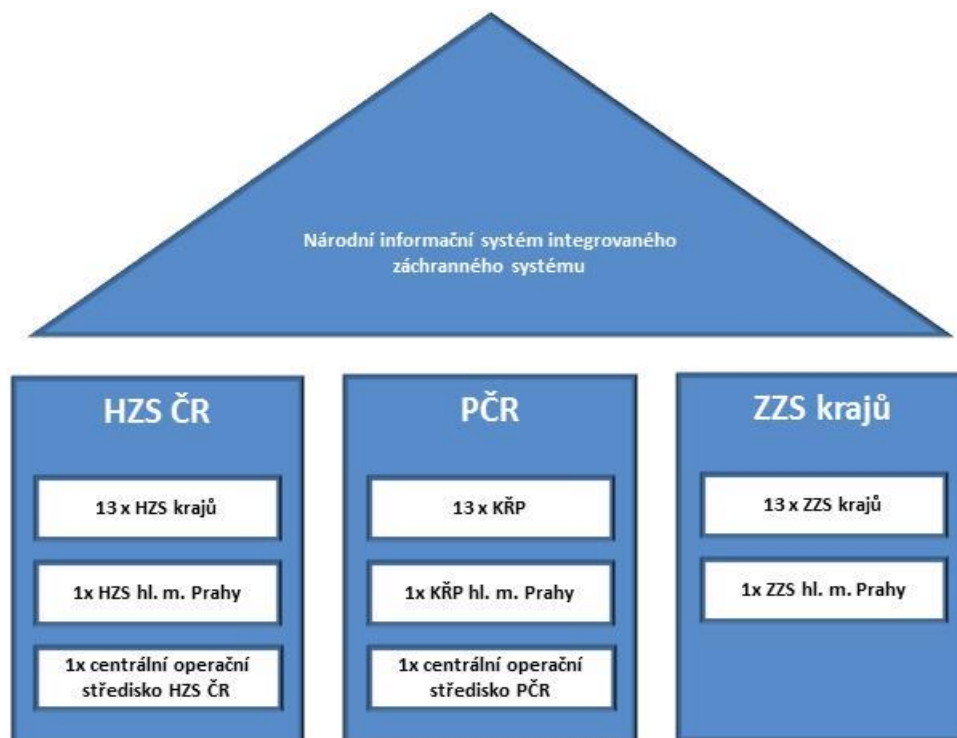 Národní informační systém integrovaného
záchranného systému
HZS ČR
13 x HZS krajů
1x HZS hl. m. Prahy
1x centrální operační
středisko HZS ČR
PČR
13 x KŘP
1x KŘP hl. m. Prahy
1x centrální operační
středisko PČR
ZZS krajů
13 x ZZS krajů
1x ZZS hl. m. Prahy